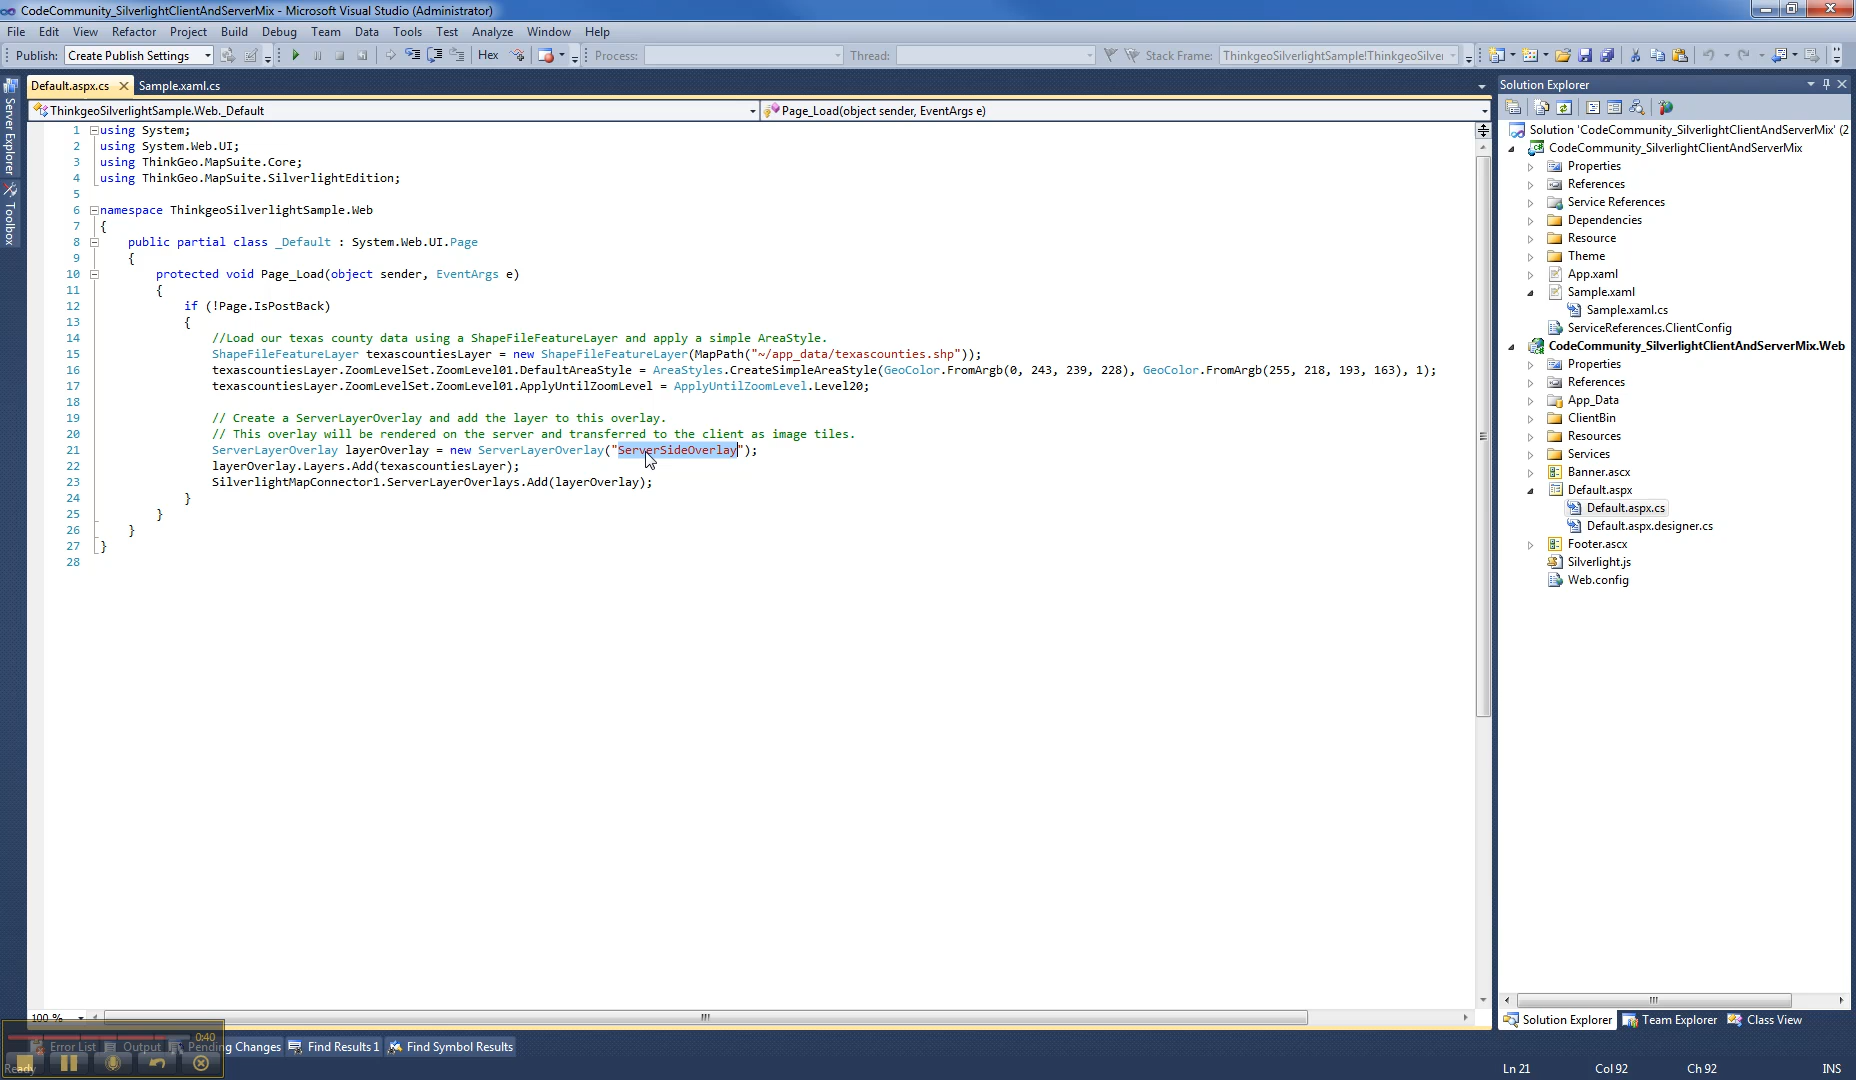 CodeCommunity_SilverlightClientAndServerMix - Microsoft Visual Studio (Administrator)
File Edit View Refactor Project Build Debug Team Data Tools Test Analyze Window Help
Publish: Create Publish Settings Hex Process: Thread: Stack Frame: ThinkgeoSilverlightSample!ThinkgeoSilver
Default.aspx.cs Sample.xaml.cs
ThinkgeoSilverlightSample.Web._Default Page_Load(object sender, EventArgs e)
Server Explorer
Toolbox
1 using System;
2 using System.Web.UI;
3 using ThinkGeo.MapSuite.Core;
4 using ThinkGeo.MapSuite.SilverlightEdition;
5
6 namespace ThinkgeoSilverlightSample.Web
7 {
8 public partial class _Default : System.Web.UI.Page
9 {
10 protected void Page_Load(object sender, EventArgs e)
11 {
12 if (!Page.IsPostBack)
13 {
14 //Load our texas county data using a ShapeFileFeatureLayer and apply a simple AreaStyle.
15 ShapeFileFeatureLayer texascountiesLayer = new ShapeFileFeatureLayer(MapPath("~/app_data/texascounties.shp"));
16 texascountiesLayer.ZoomLevelSet.ZoomLevel01.DefaultAreaStyle = AreaStyles.CreateSimpleAreaStyle(GeoColor.FromArgb(0, 243, 239, 228), GeoColor.FromArgb(255, 218, 193, 163), 1);
17 texascountiesLayer.ZoomLevelSet.ZoomLevel01.ApplyUntilZoomLevel = ApplyUntilZoomLevel.Level20;
18
19 // Create a ServerLayerOverlay and add the layer to this overlay.
20 // This overlay will be rendered on the server and transferred to the client as image tiles.
21 ServerLayerOverlay layerOverlay = new ServerLayerOverlay("ServerSideOverlay");
22 layerOverlay.Layers.Add(texascountiesLayer);
23 SilverlightMapConnector1.ServerLayerOverlays.Add(layerOverlay);
24 }
25 }
26 }
27 }
28
100 %
Solution Explorer
Solution 'CodeCommunity_SilverlightClientAndServerMix' (2
CodeCommunity_SilverlightClientAndServerMix
Properties
References
Service References
Dependencies
Resource
Theme
App.xaml
Sample.xaml
Sample.xaml.cs
ServiceReferences.ClientConfig
CodeCommunity_SilverlightClientAndServerMix.Web
Properties
References
App_Data
ClientBin
Resources
Services
Banner.ascx
Default.aspx
Default.aspx.cs
Default.aspx.designer.cs
Footer.ascx
Silverlight.js
Web.config
Solution Explorer Team Explorer Class View
0:40
Error List Output Pending Changes Find Results 1 Find Symbol Results
Ready Ln 21 Col 92 Ch 92 INS